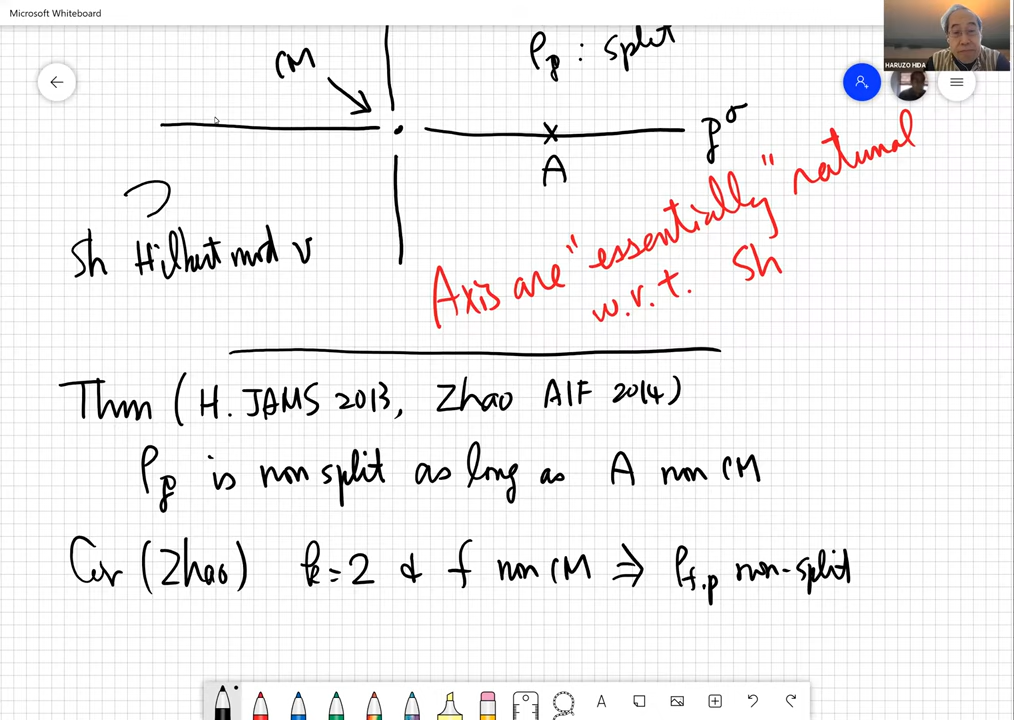 Microsoft Whiteboard
HARUZO HIDA
CM
ρ_𝔭 : split
𝔭^σ
A
Sh Hilbert mod v
Axis are "essentially" natural
w.r.t. Sh
Thm (H. JAMS 2013, Zhao AIF 2014)
ρ_𝔭 is non split as long as A non CM
Cor (Zhao) k=2 & f non CM ⇒ ρ_f,p non-split
A